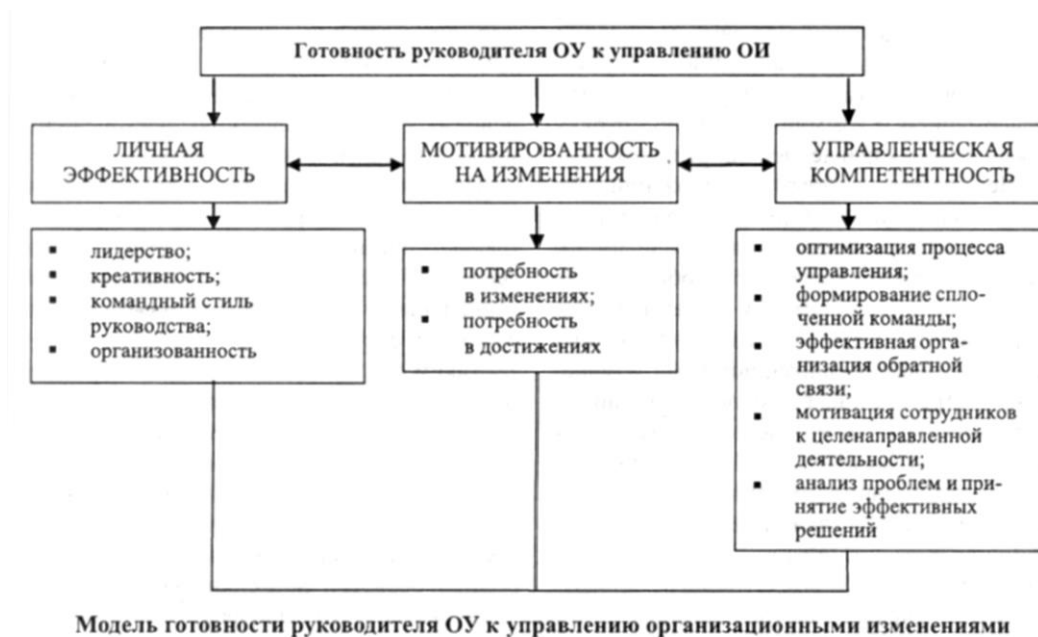 Готовность руководителя ОУ к управлению ОИ
ЛИЧНАЯ
ЭФФЕКТИВНОСТЬ
МОТИВИРОВАННОСТЬ
НА ИЗМЕНЕНИЯ
УПРАВЛЕНЧЕСКАЯ
КОМПЕТЕНТНОСТЬ
▪ лидерство;
▪ креативность;
▪ командный стиль
руководства;
▪ организованность
▪ потребность
в изменениях;
▪ потребность
в достижениях
▪ оптимизация процесса
управления;
▪ формирование спло-
ченной команды;
▪ эффективная орга-
низация обратной
связи;
▪ мотивация сотрудников
к целенаправленной
деятельности;
▪ анализ проблем и при-
нятие эффективных
решений
Модель готовности руководителя ОУ к управлению организационными изменениями